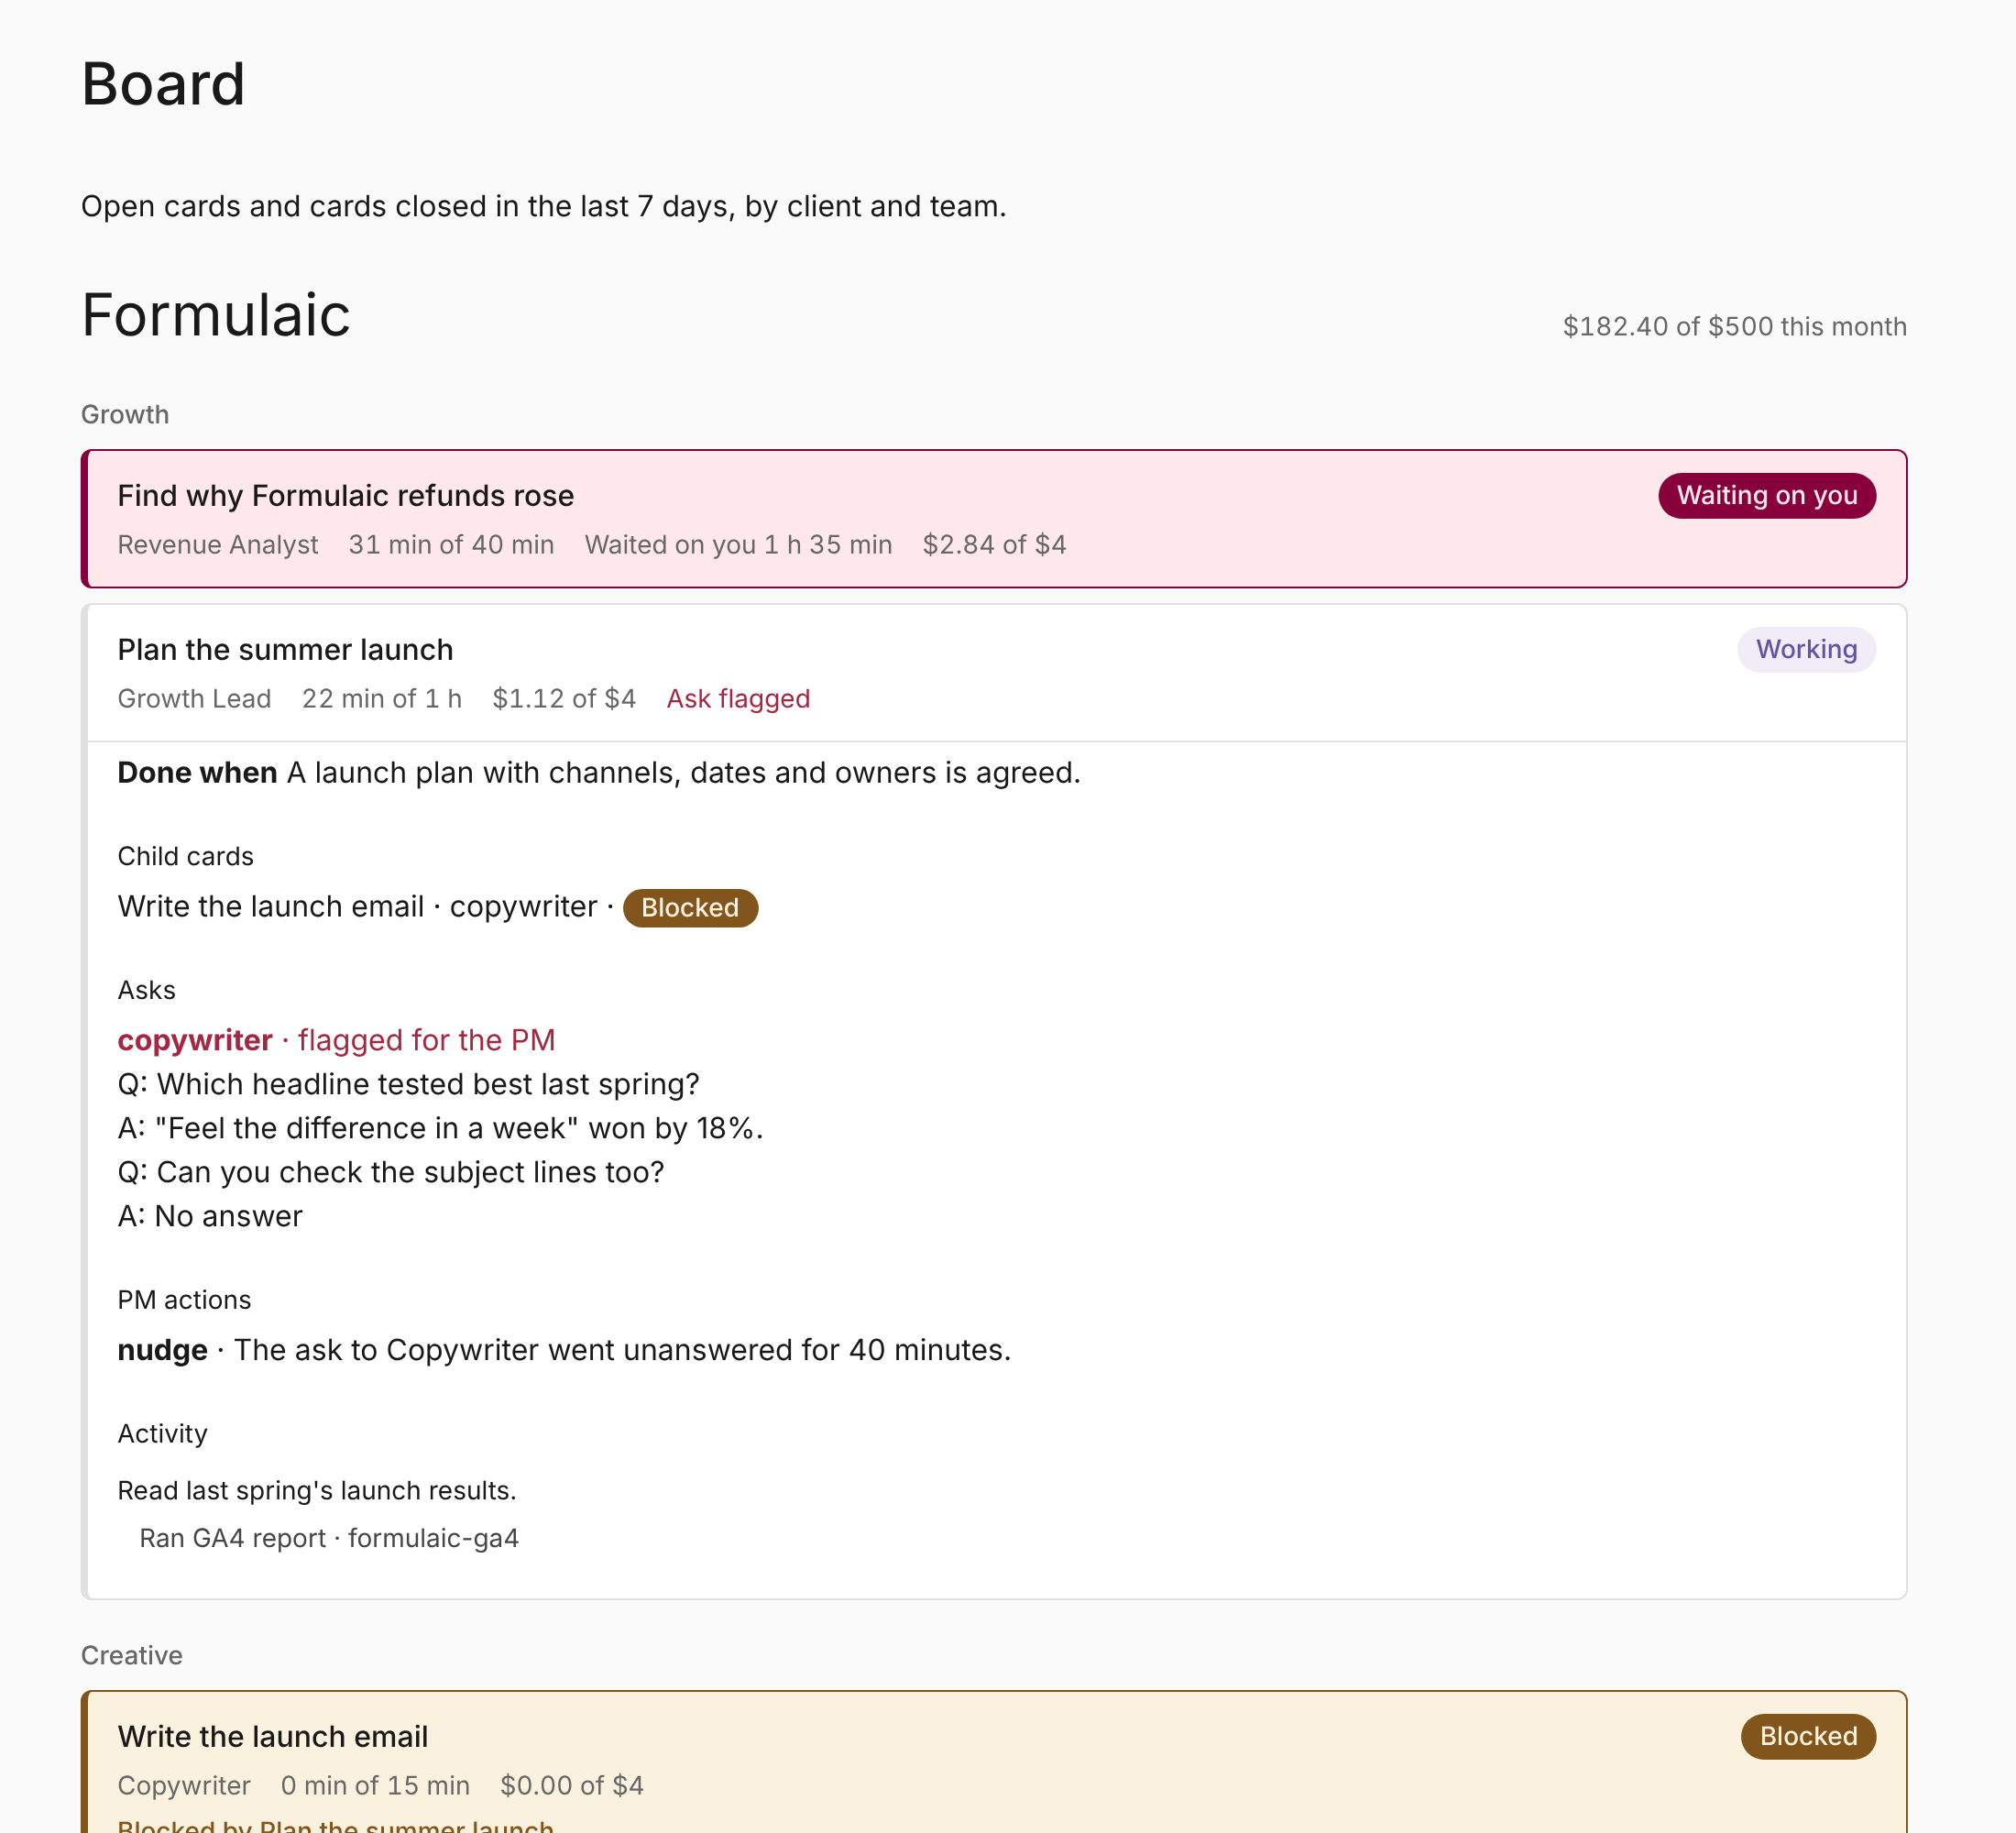 Board
Open cards and cards closed in the last 7 days, by client and team.
Formulaic
$182.40 of $500 this month
Growth
Find why Formulaic refunds rose
Waiting on you
Revenue Analyst 31 min of 40 min Waited on you 1 h 35 min $2.84 of $4
Plan the summer launch
Working
Growth Lead 22 min of 1 h $1.12 of $4 Ask flagged
Done when A launch plan with channels, dates and owners is agreed.
Child cards
Write the launch email · copywriter · Blocked
Asks
copywriter · flagged for the PM
Q: Which headline tested best last spring?
A: "Feel the difference in a week" won by 18%.
Q: Can you check the subject lines too?
A: No answer
PM actions
nudge · The ask to Copywriter went unanswered for 40 minutes.
Activity
Read last spring's launch results.
Ran GA4 report · formulaic-ga4
Creative
Write the launch email
Blocked
Copywriter 0 min of 15 min $0.00 of $4
Blocked by Plan the summer launch